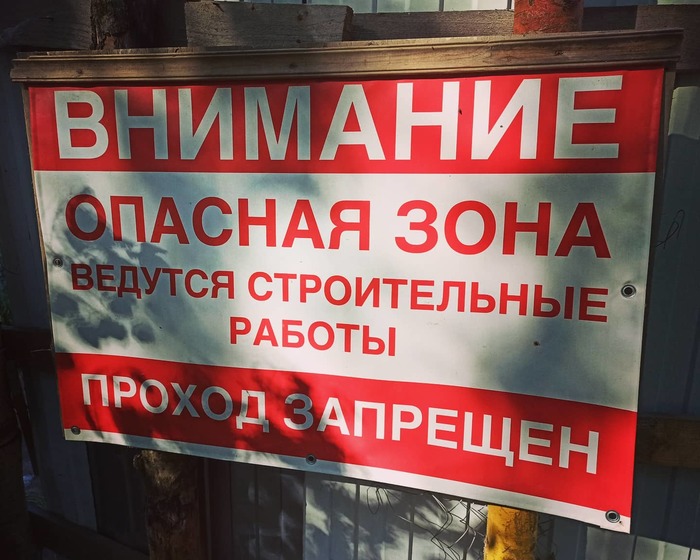 ВНИМАНИЕ
ОПАСНАЯ ЗОНА
ВЕДУТСЯ СТРОИТЕЛЬНЫЕ
РАБОТЫ
ПРОХОД ЗАПРЕЩЕН